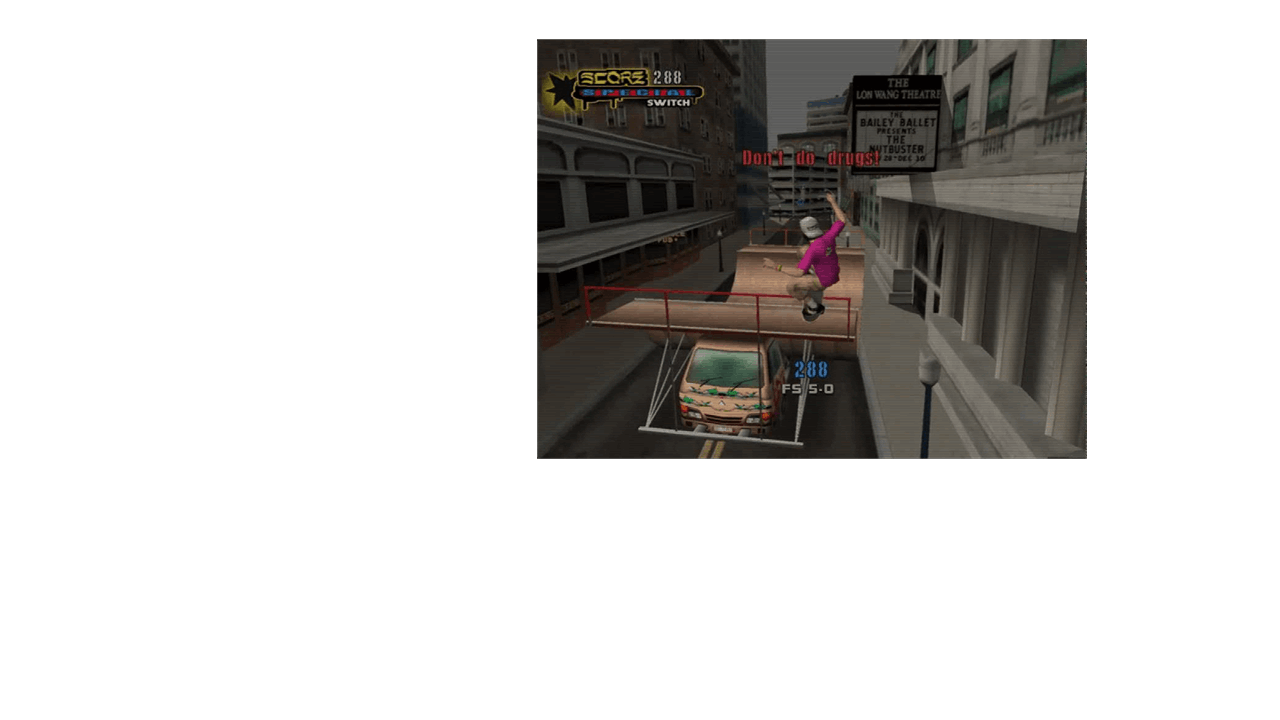 SCORE 288
SPECIAL
SWITCH
THE
LON WANG THEATRE
THE
BAILEY BALLET
PRESENTS
THE
NUTBUSTER
26-DEC 30
Don't do drugs!
288
FS 5-0